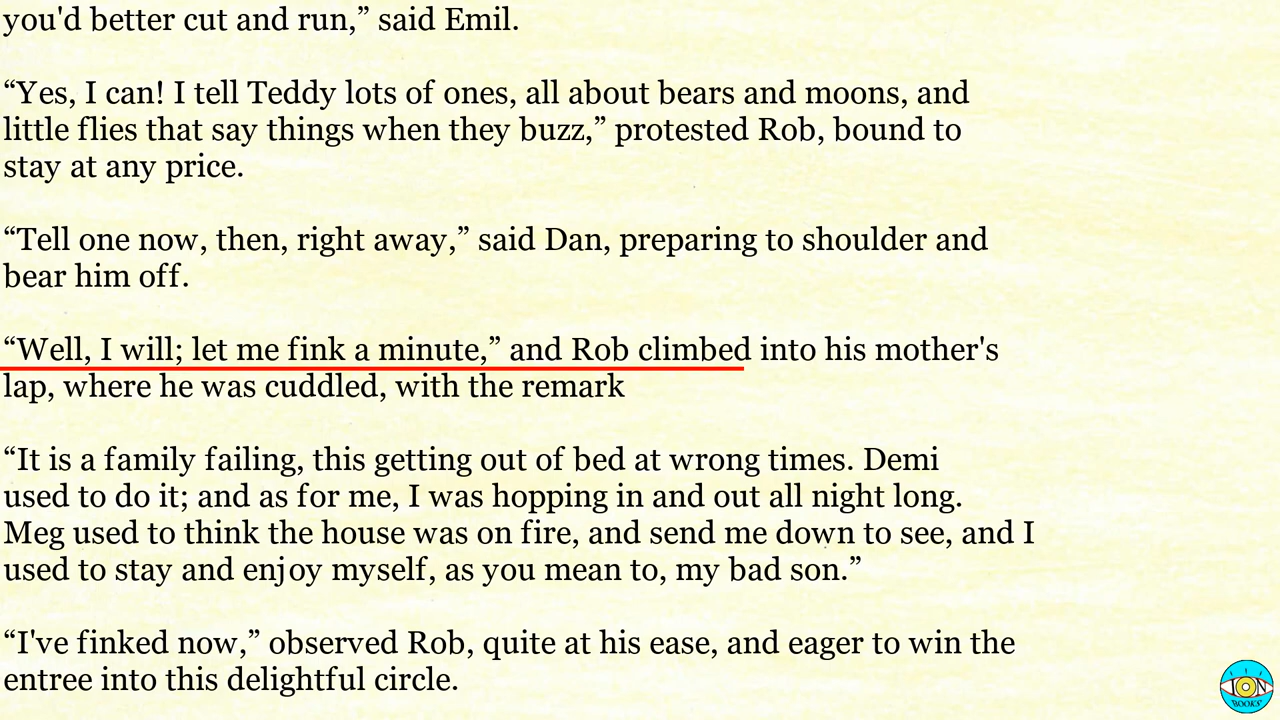 you'd better cut and run,” said Emil.
“Yes, I can! I tell Teddy lots of ones, all about bears and moons, and
little flies that say things when they buzz,” protested Rob, bound to
stay at any price.
“Tell one now, then, right away,” said Dan, preparing to shoulder and
bear him off.
“Well, I will; let me fink a minute,” and Rob climbed into his mother's
lap, where he was cuddled, with the remark
“It is a family failing, this getting out of bed at wrong times. Demi
used to do it; and as for me, I was hopping in and out all night long.
Meg used to think the house was on fire, and send me down to see, and I
used to stay and enjoy myself, as you mean to, my bad son.”
“I've finked now,” observed Rob, quite at his ease, and eager to win the
entree into this delightful circle.
ION
BOOKS